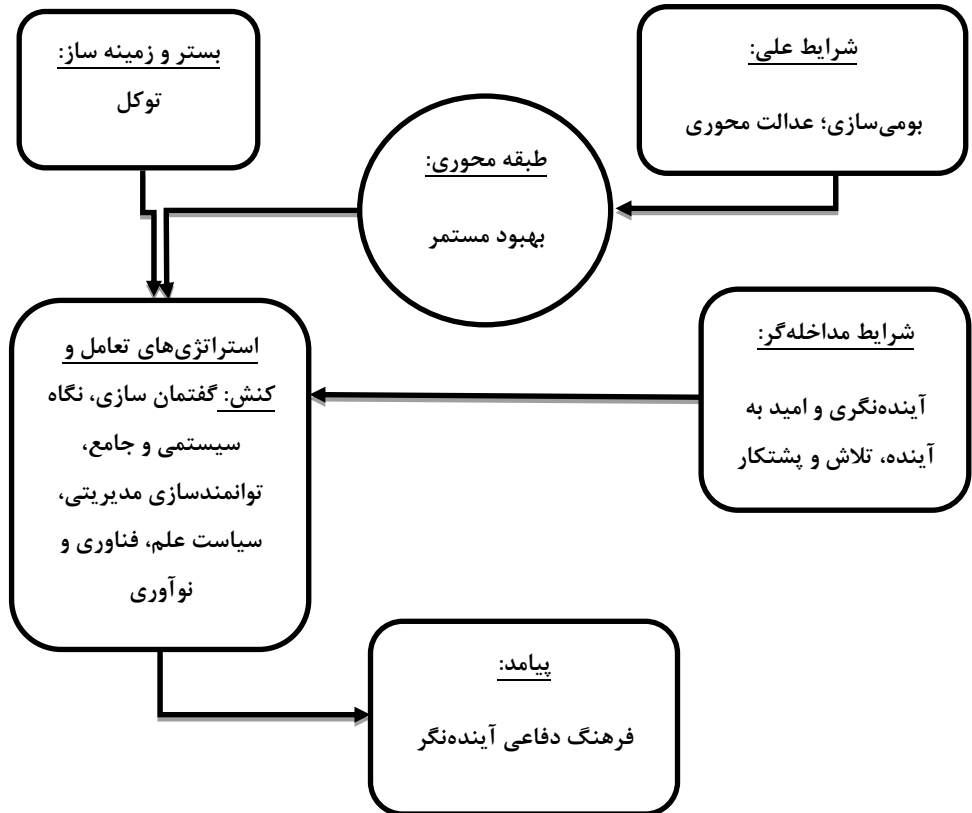 شرایط علی:
بومی‌سازی؛ عدالت محوری
بستر و زمینه ساز:
توکل
طبقه محوری:
بهبود مستمر
شرایط مداخله‌گر:
آینده‌نگری و امید به
آینده، تلاش و پشتکار
استراتژی‌های تعامل و
کنش: گفتمان سازی، نگاه
سیستمی و جامع،
توانمندسازی مدیریتی،
سیاست علم، فناوری و
نوآوری
پیامد:
فرهنگ دفاعی آینده‌نگر